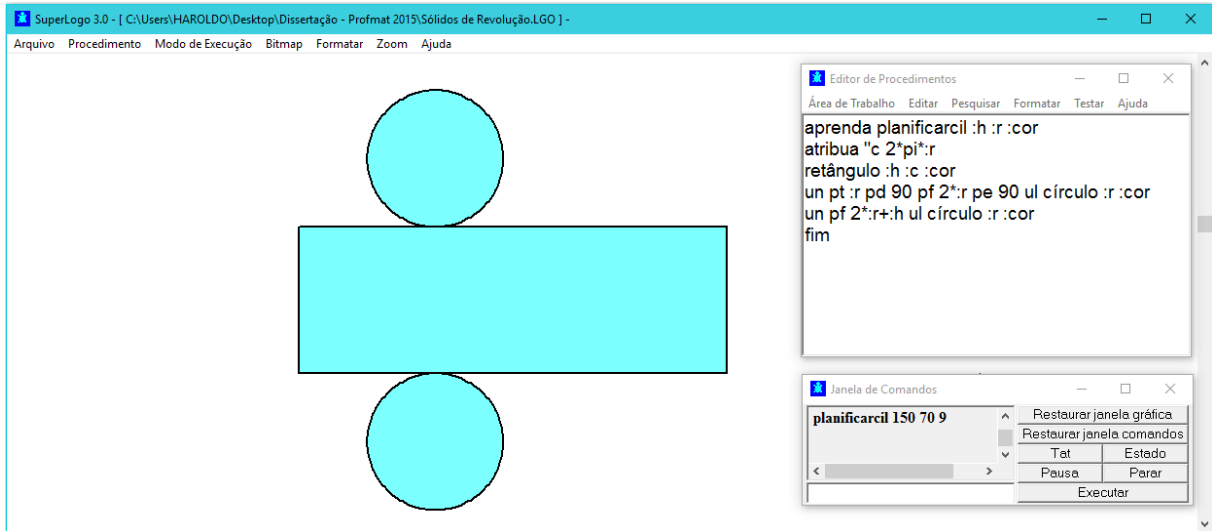 SuperLogo 3.0 - [ C:\Users\HAROLDO\Desktop\Dissertação - Profmat 2015\Sólidos de Revolução.LGO ] -
Arquivo Procedimento Modo de Execução Bitmap Formatar Zoom Ajuda
Editor de Procedimentos
Área de Trabalho Editar Pesquisar Formatar Testar Ajuda
aprenda planificarcil :h :r :cor
atribua "c 2*pi*:r
retângulo :h :c :cor
un pt :r pd 90 pf 2*:r pe 90 ul círculo :r :cor
un pf 2*:r+:h ul círculo :r :cor
fim
Janela de Comandos
planificarcil 150 70 9
Restaurar janela gráfica
Restaurar janela comandos
Tat Estado
Pausa Parar
Executar